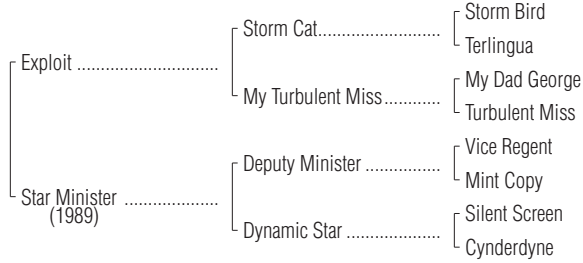 Storm Bird
Storm Cat..........................
Terlingua
Exploit ..............................
My Dad George
My Turbulent Miss............
Turbulent Miss
Vice Regent
Deputy Minister ................
Mint Copy
Star Minister ....................
(1989)
Silent Screen
Dynamic Star ....................
Cynderdyne